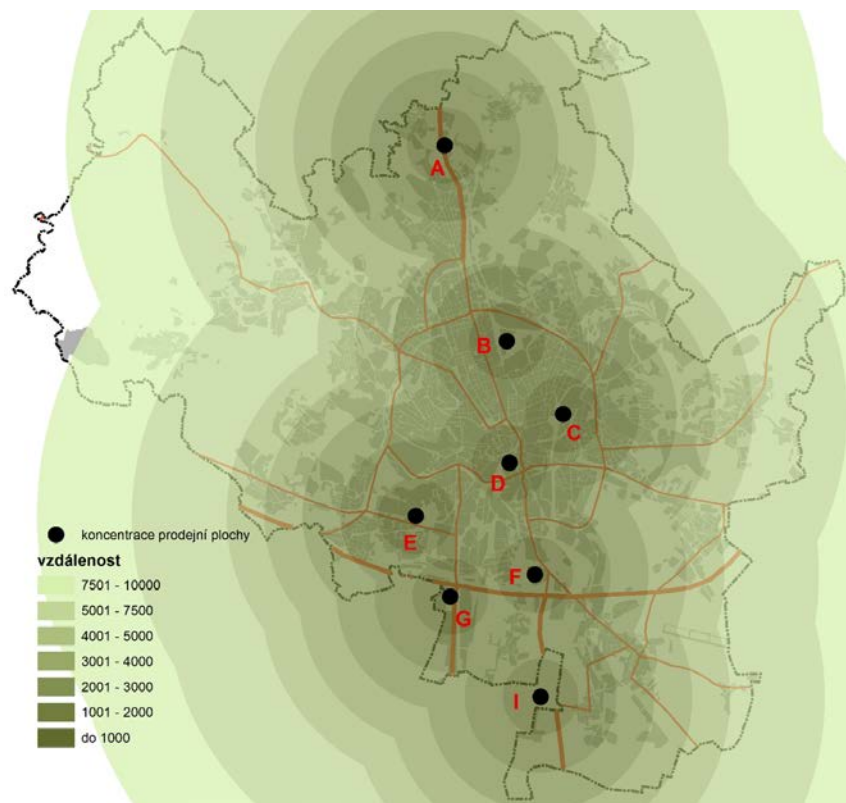 A
B
C
D
E
F
G
I
koncentrace prodejní plochy
vzdálenost
7501 - 10000
5001 - 7500
4001 - 5000
3001 - 4000
2001 - 3000
1001 - 2000
do 1000